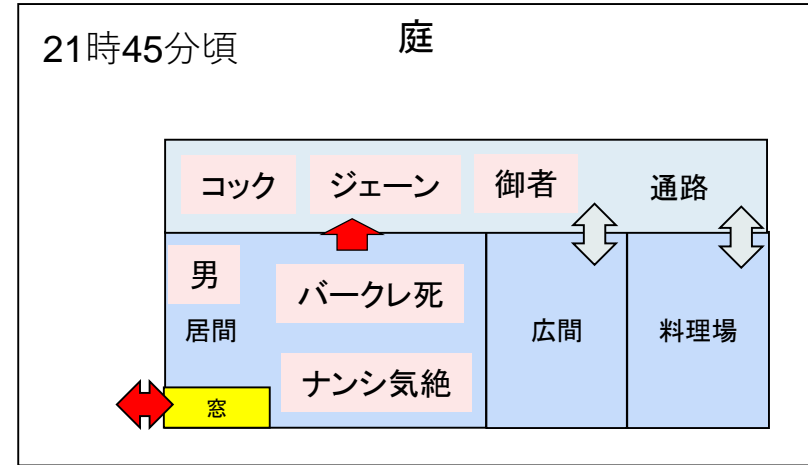 21時45分頃
庭
コック
ジェーン
御者
通路
男
バークレ死
居間
広間
料理場
ナンシ気絶
窓